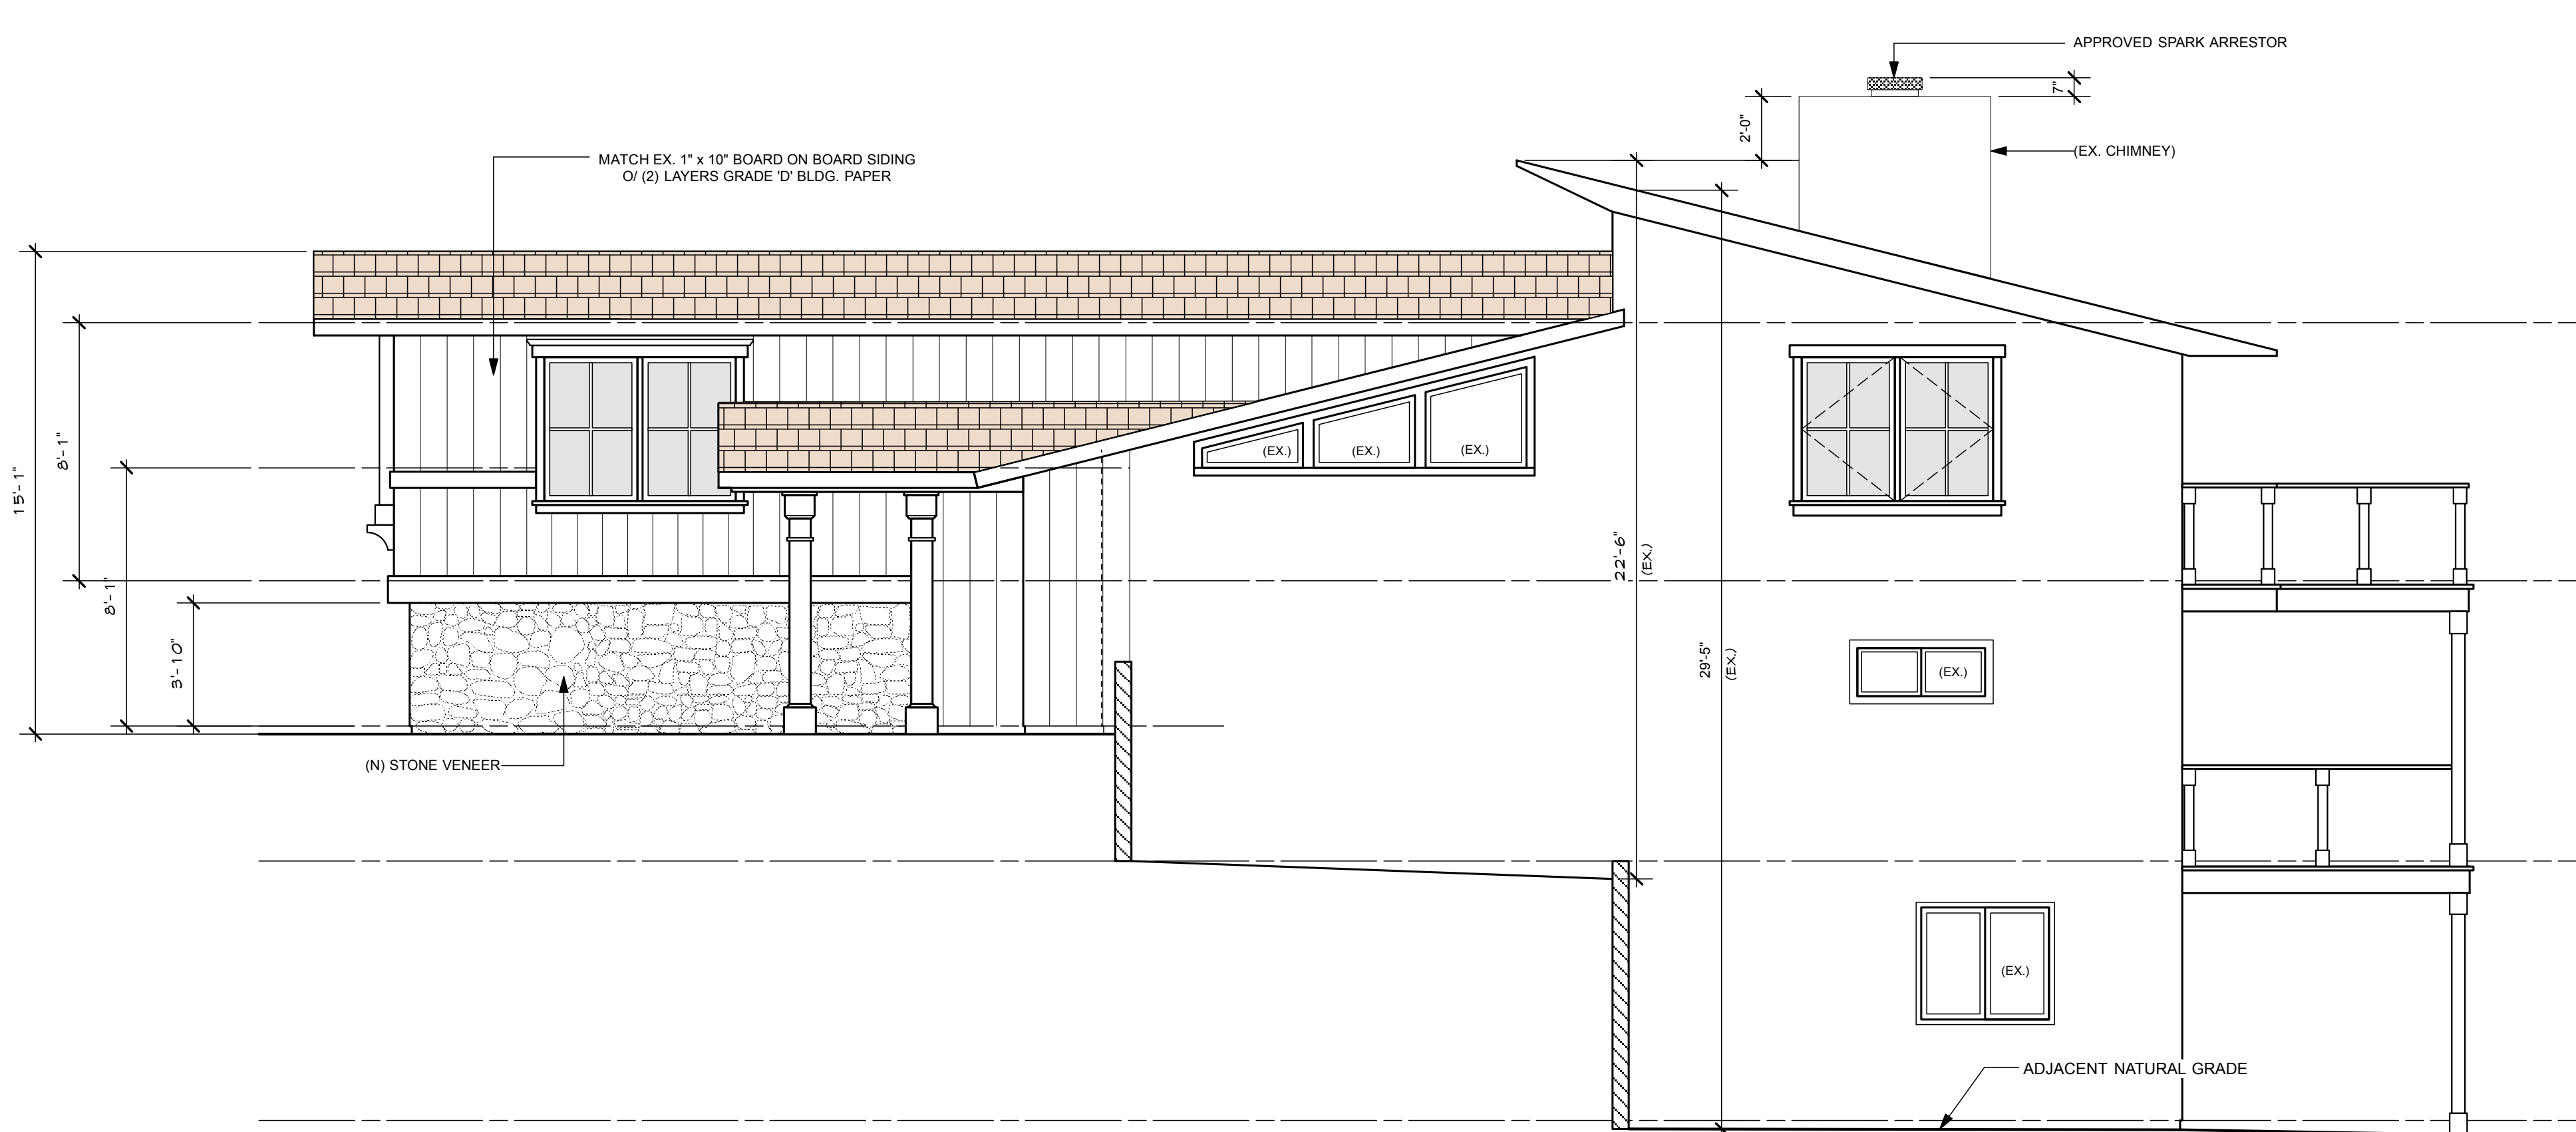 APPROVED SPARK ARRESTOR
7"
2'-0"
(EX. CHIMNEY)
MATCH EX. 1" x 10" BOARD ON BOARD SIDING
O/ (2) LAYERS GRADE 'D' BLDG. PAPER
15'-1"
8'-1"
8'-1"
3'-10"
(EX.)
(EX.)
(EX.)
22'-6"
(EX.)
29'-5"
(EX.)
(EX.)
(N) STONE VENEER
(EX.)
ADJACENT NATURAL GRADE